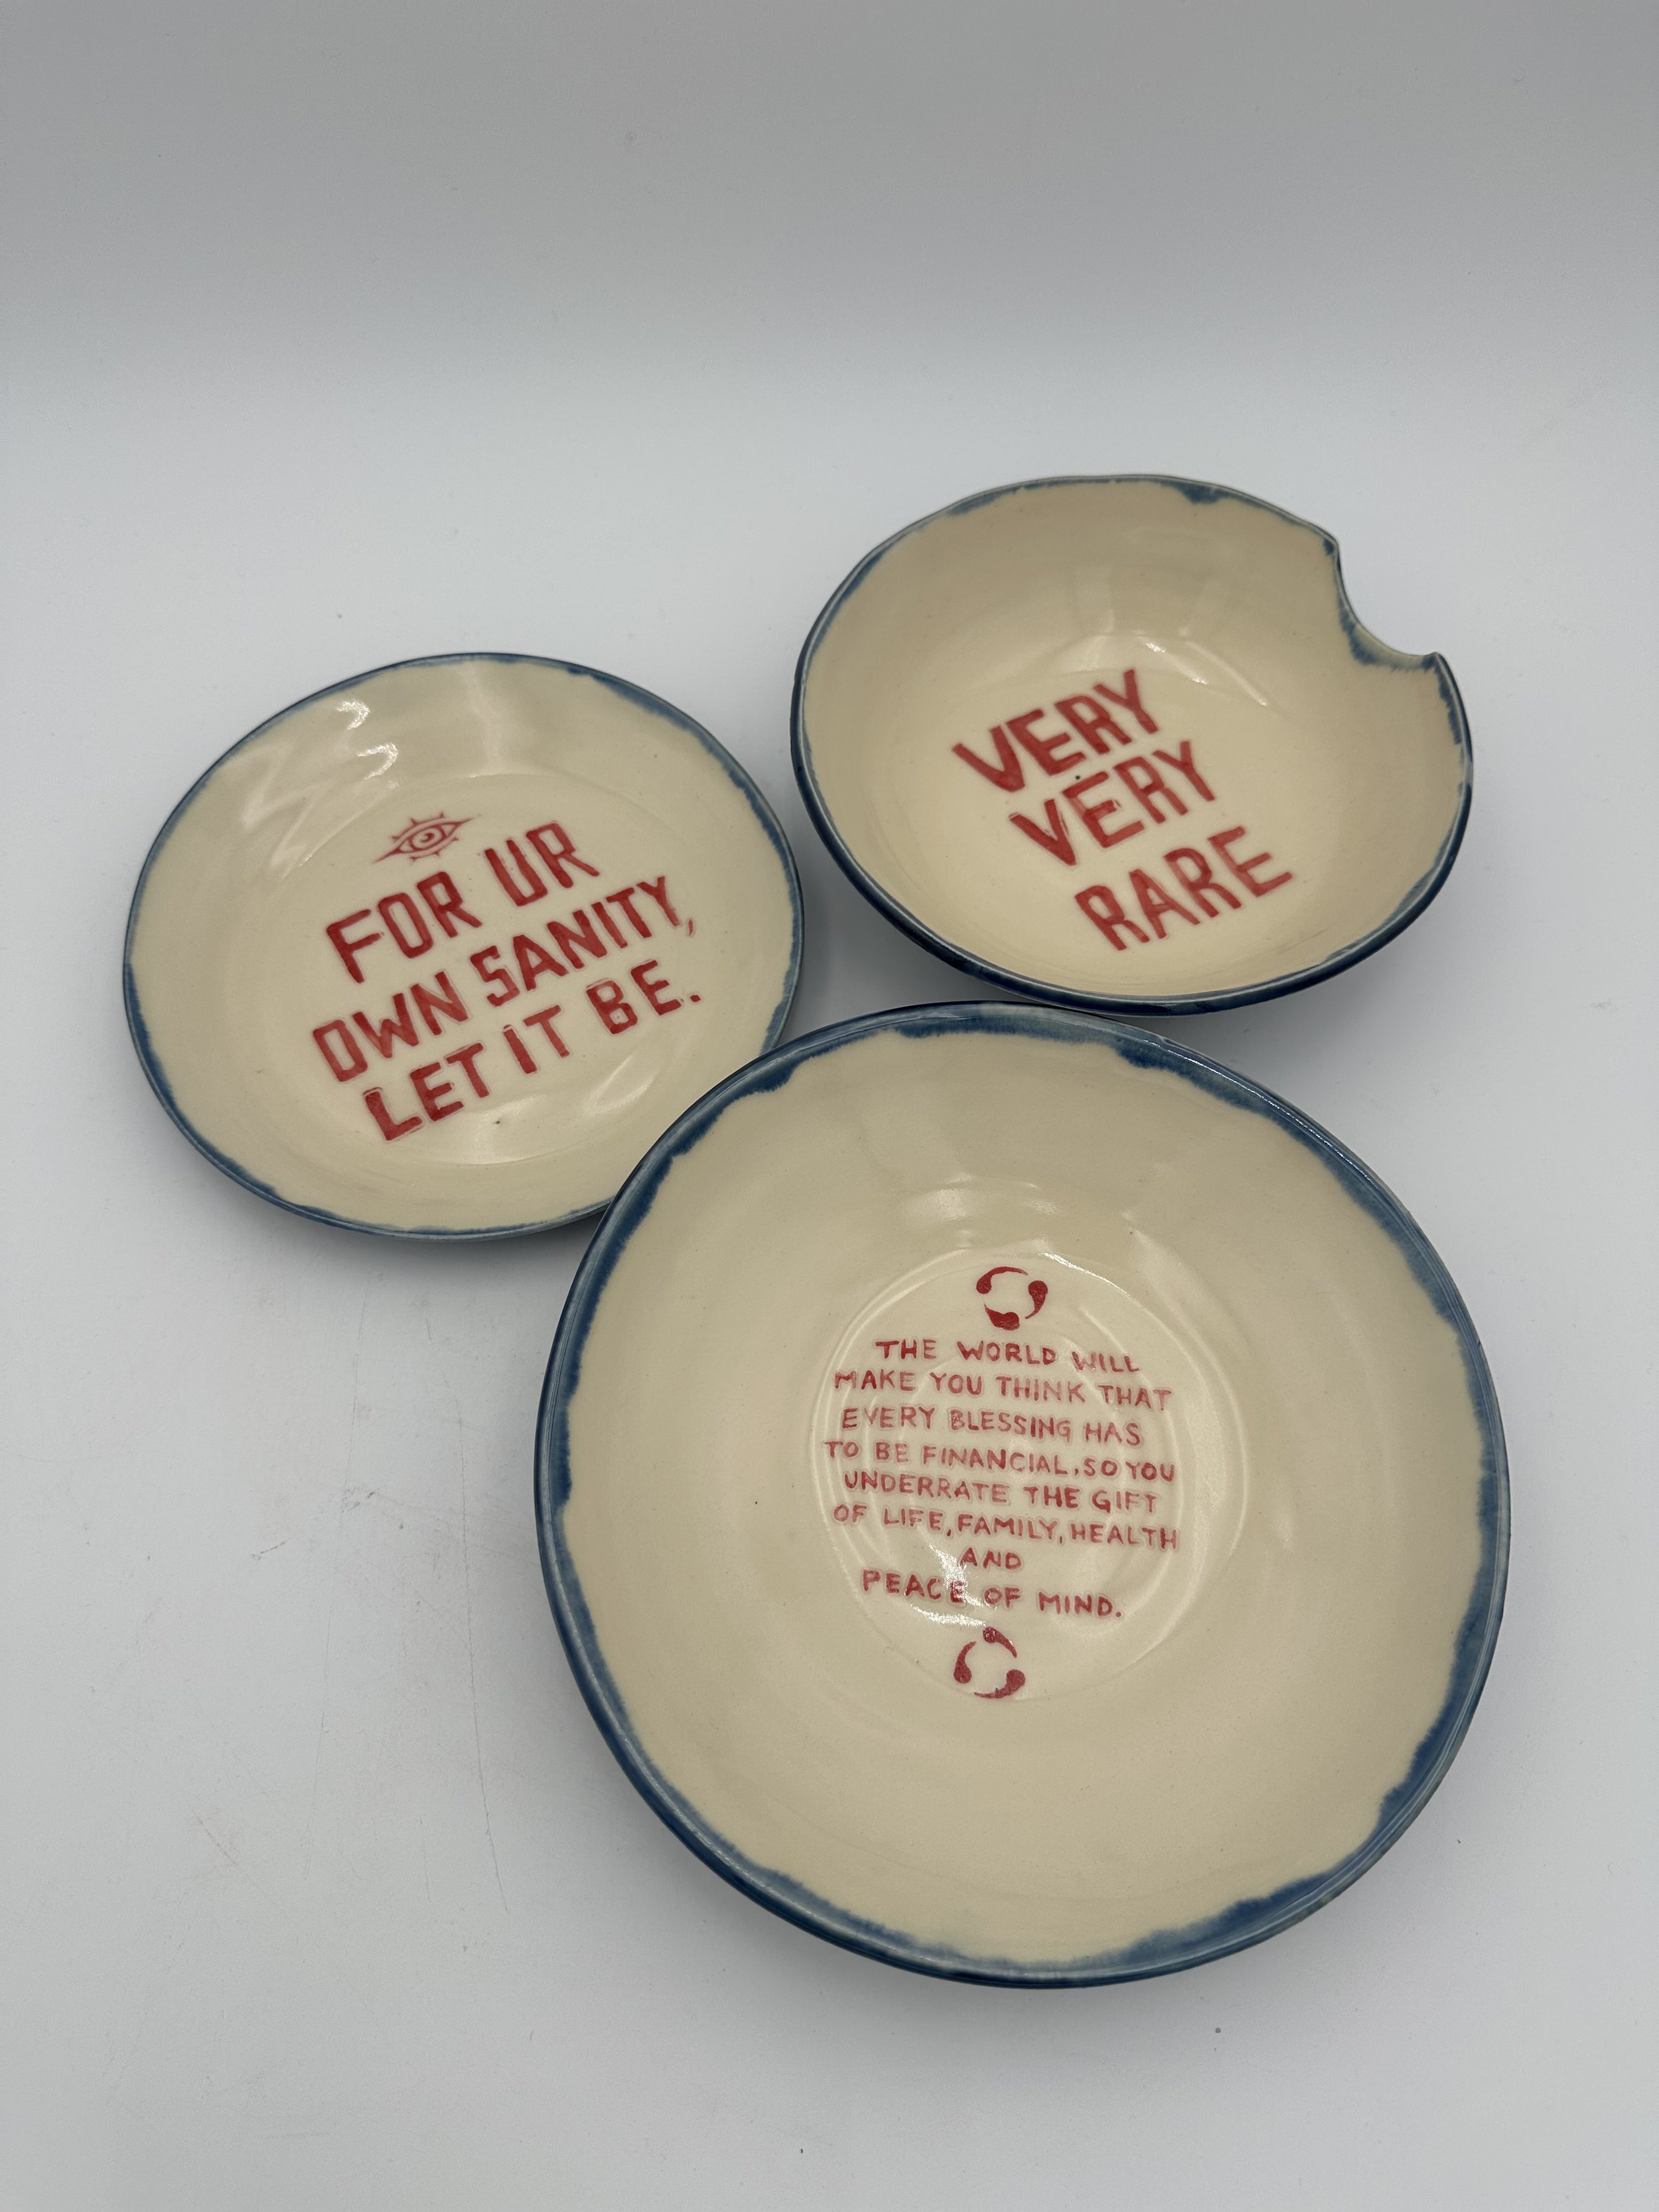 FOR UR
OWN SANITY,
LET IT BE.
VERY
VERY
RARE
THE WORLD WILL
MAKE YOU THINK THAT
EVERY BLESSING HAS
TO BE FINANCIAL, SO YOU
UNDERRATE THE GIFT
OF LIFE, FAMILY, HEALTH
AND
PEACE OF MIND.